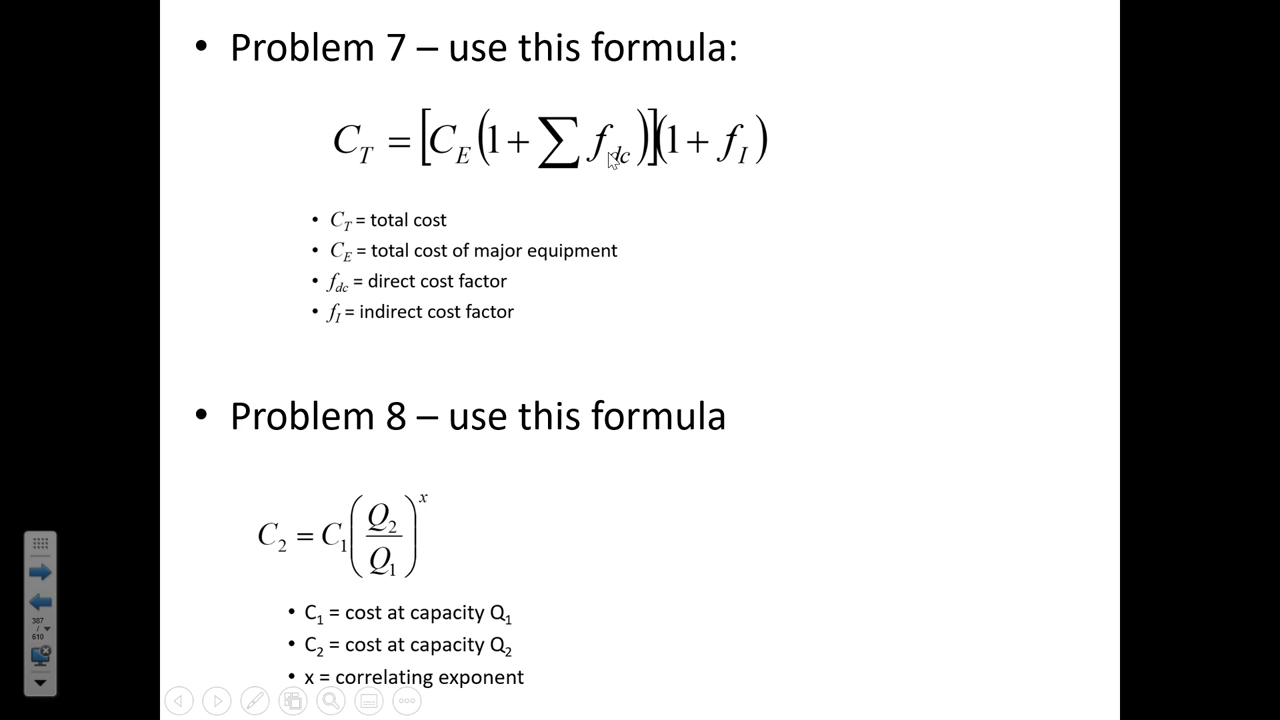 • Problem 7 – use this formula:
C_T = [C_E (1 + ∑ f_dc)](1 + f_I)
• C_T = total cost
• C_E = total cost of major equipment
• f_dc = direct cost factor
• f_I = indirect cost factor
• Problem 8 – use this formula
C_2 = C_1 (Q_2 / Q_1)^x
• C_1 = cost at capacity Q_1
• C_2 = cost at capacity Q_2
• x = correlating exponent
387
/
610